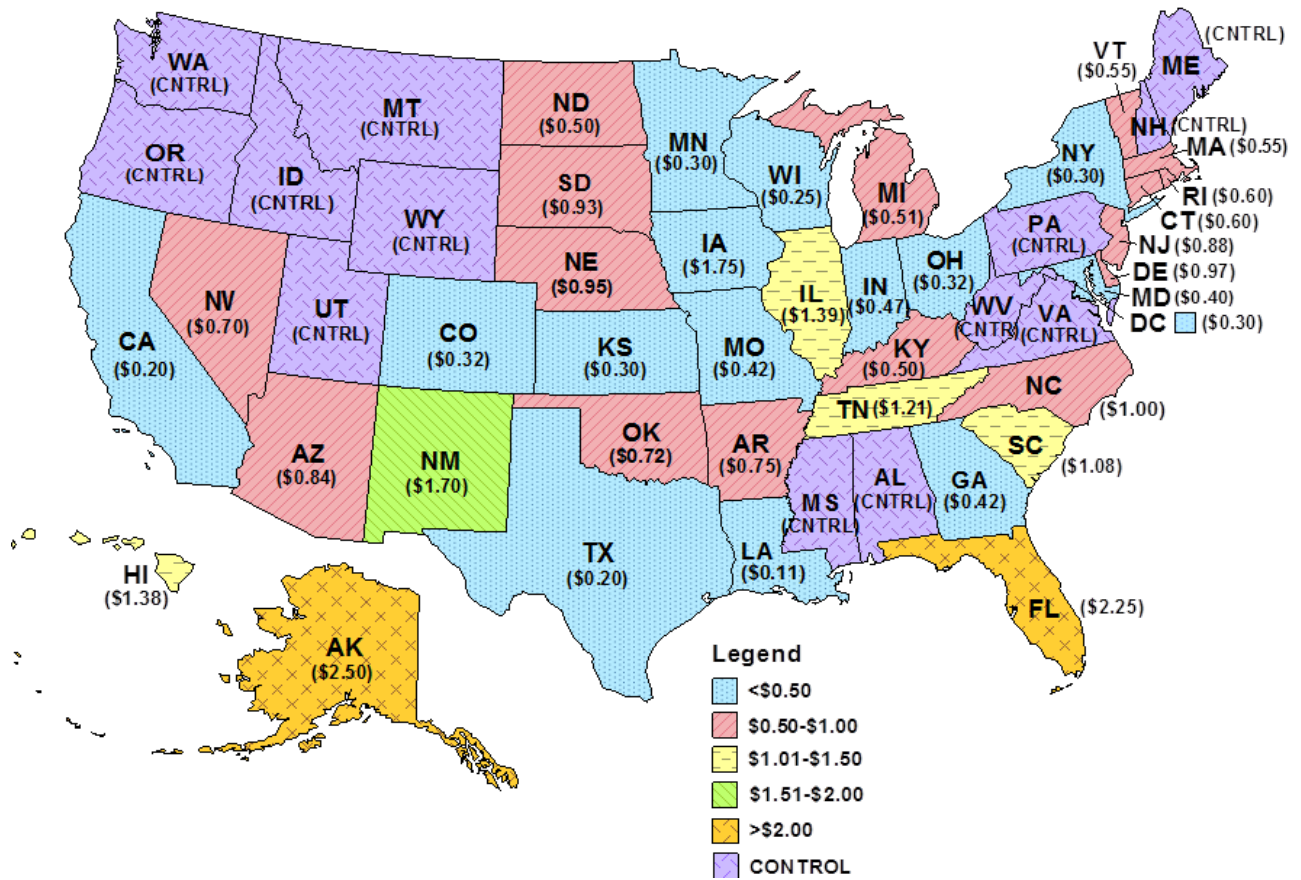 WA
(CNTRL)
MT
(CNTRL)
ND
($0.50)
MN
($0.30)
VT
($0.55)
(CNTRL)
ME
OR
(CNTRL)
ID
(CNTRL)
WY
(CNTRL)
SD
($0.93)
WI
($0.25)
MI
($0.51)
NY
($0.30)
NH (CNTRL)
MA ($0.55)
RI ($0.60)
CT ($0.60)
NJ ($0.88)
DE ($0.97)
MD ($0.40)
DC ($0.30)
PA
(CNTRL)
NE
($0.95)
IA
($1.75)
IL
($1.39)
IN
($0.47)
OH
($0.32)
WV
(CNTR)
VA
(CNTRL)
CA
($0.20)
NV
($0.70)
UT
(CNTRL)
CO
($0.32)
KS
($0.30)
MO
($0.42)
KY
($0.50)
TN ($1.21)
NC
($1.00)
SC
($1.08)
AZ
($0.84)
NM
($1.70)
OK
($0.72)
AR
($0.75)
MS
(CNTRL)
AL
(CNTRL)
GA
($0.42)
TX
($0.20)
LA
($0.11)
FL
($2.25)
HI
($1.38)
AK
($2.50)
Legend
<$0.50
$0.50-$1.00
$1.01-$1.50
$1.51-$2.00
>$2.00
CONTROL